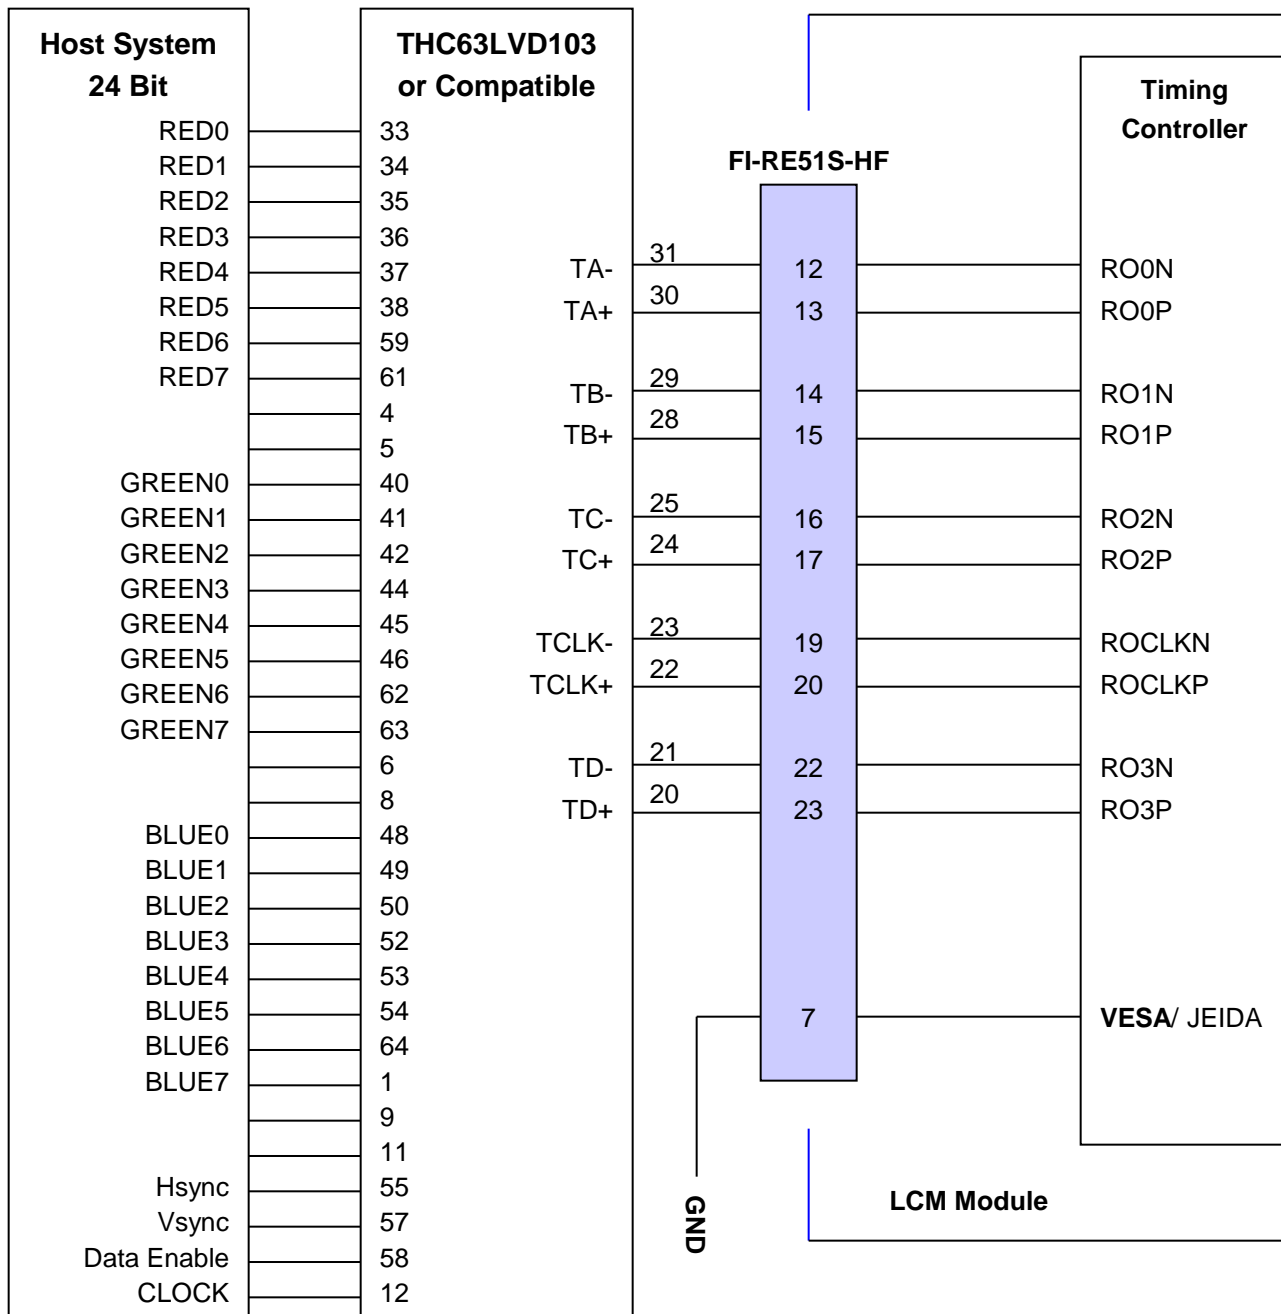 Host System
24 Bit
THC63LVD103
or Compatible
Timing
Controller
FI-RE51S-HF
RED0 33
RED1 34
RED2 35
RED3 36
RED4 37
RED5 38
RED6 59
RED7 61
4
5
GREEN0 40
GREEN1 41
GREEN2 42
GREEN3 44
GREEN4 45
GREEN5 46
GREEN6 62
GREEN7 63
6
8
BLUE0 48
BLUE1 49
BLUE2 50
BLUE3 52
BLUE4 53
BLUE5 54
BLUE6 64
BLUE7 1
9
11
Hsync 55
Vsync 57
Data Enable 58
CLOCK 12
TA- 31 12 RO0N
TA+ 30 13 RO0P
TB- 29 14 RO1N
TB+ 28 15 RO1P
TC- 25 16 RO2N
TC+ 24 17 RO2P
TCLK- 23 19 ROCLKN
TCLK+ 22 20 ROCLKP
TD- 21 22 RO3N
TD+ 20 23 RO3P
7 VESA/ JEIDA
GND
LCM Module